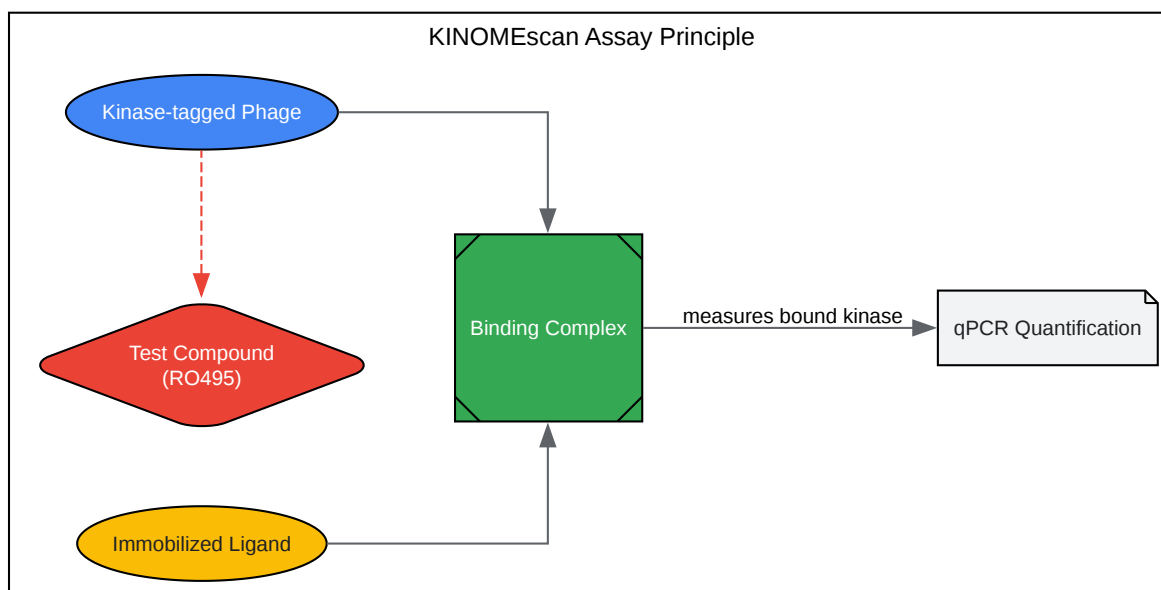 KINOMEscan Assay Principle
Kinase-tagged Phage
Test Compound
(RO495)
Binding Complex
measures bound kinase
qPCR Quantification
Immobilized Ligand